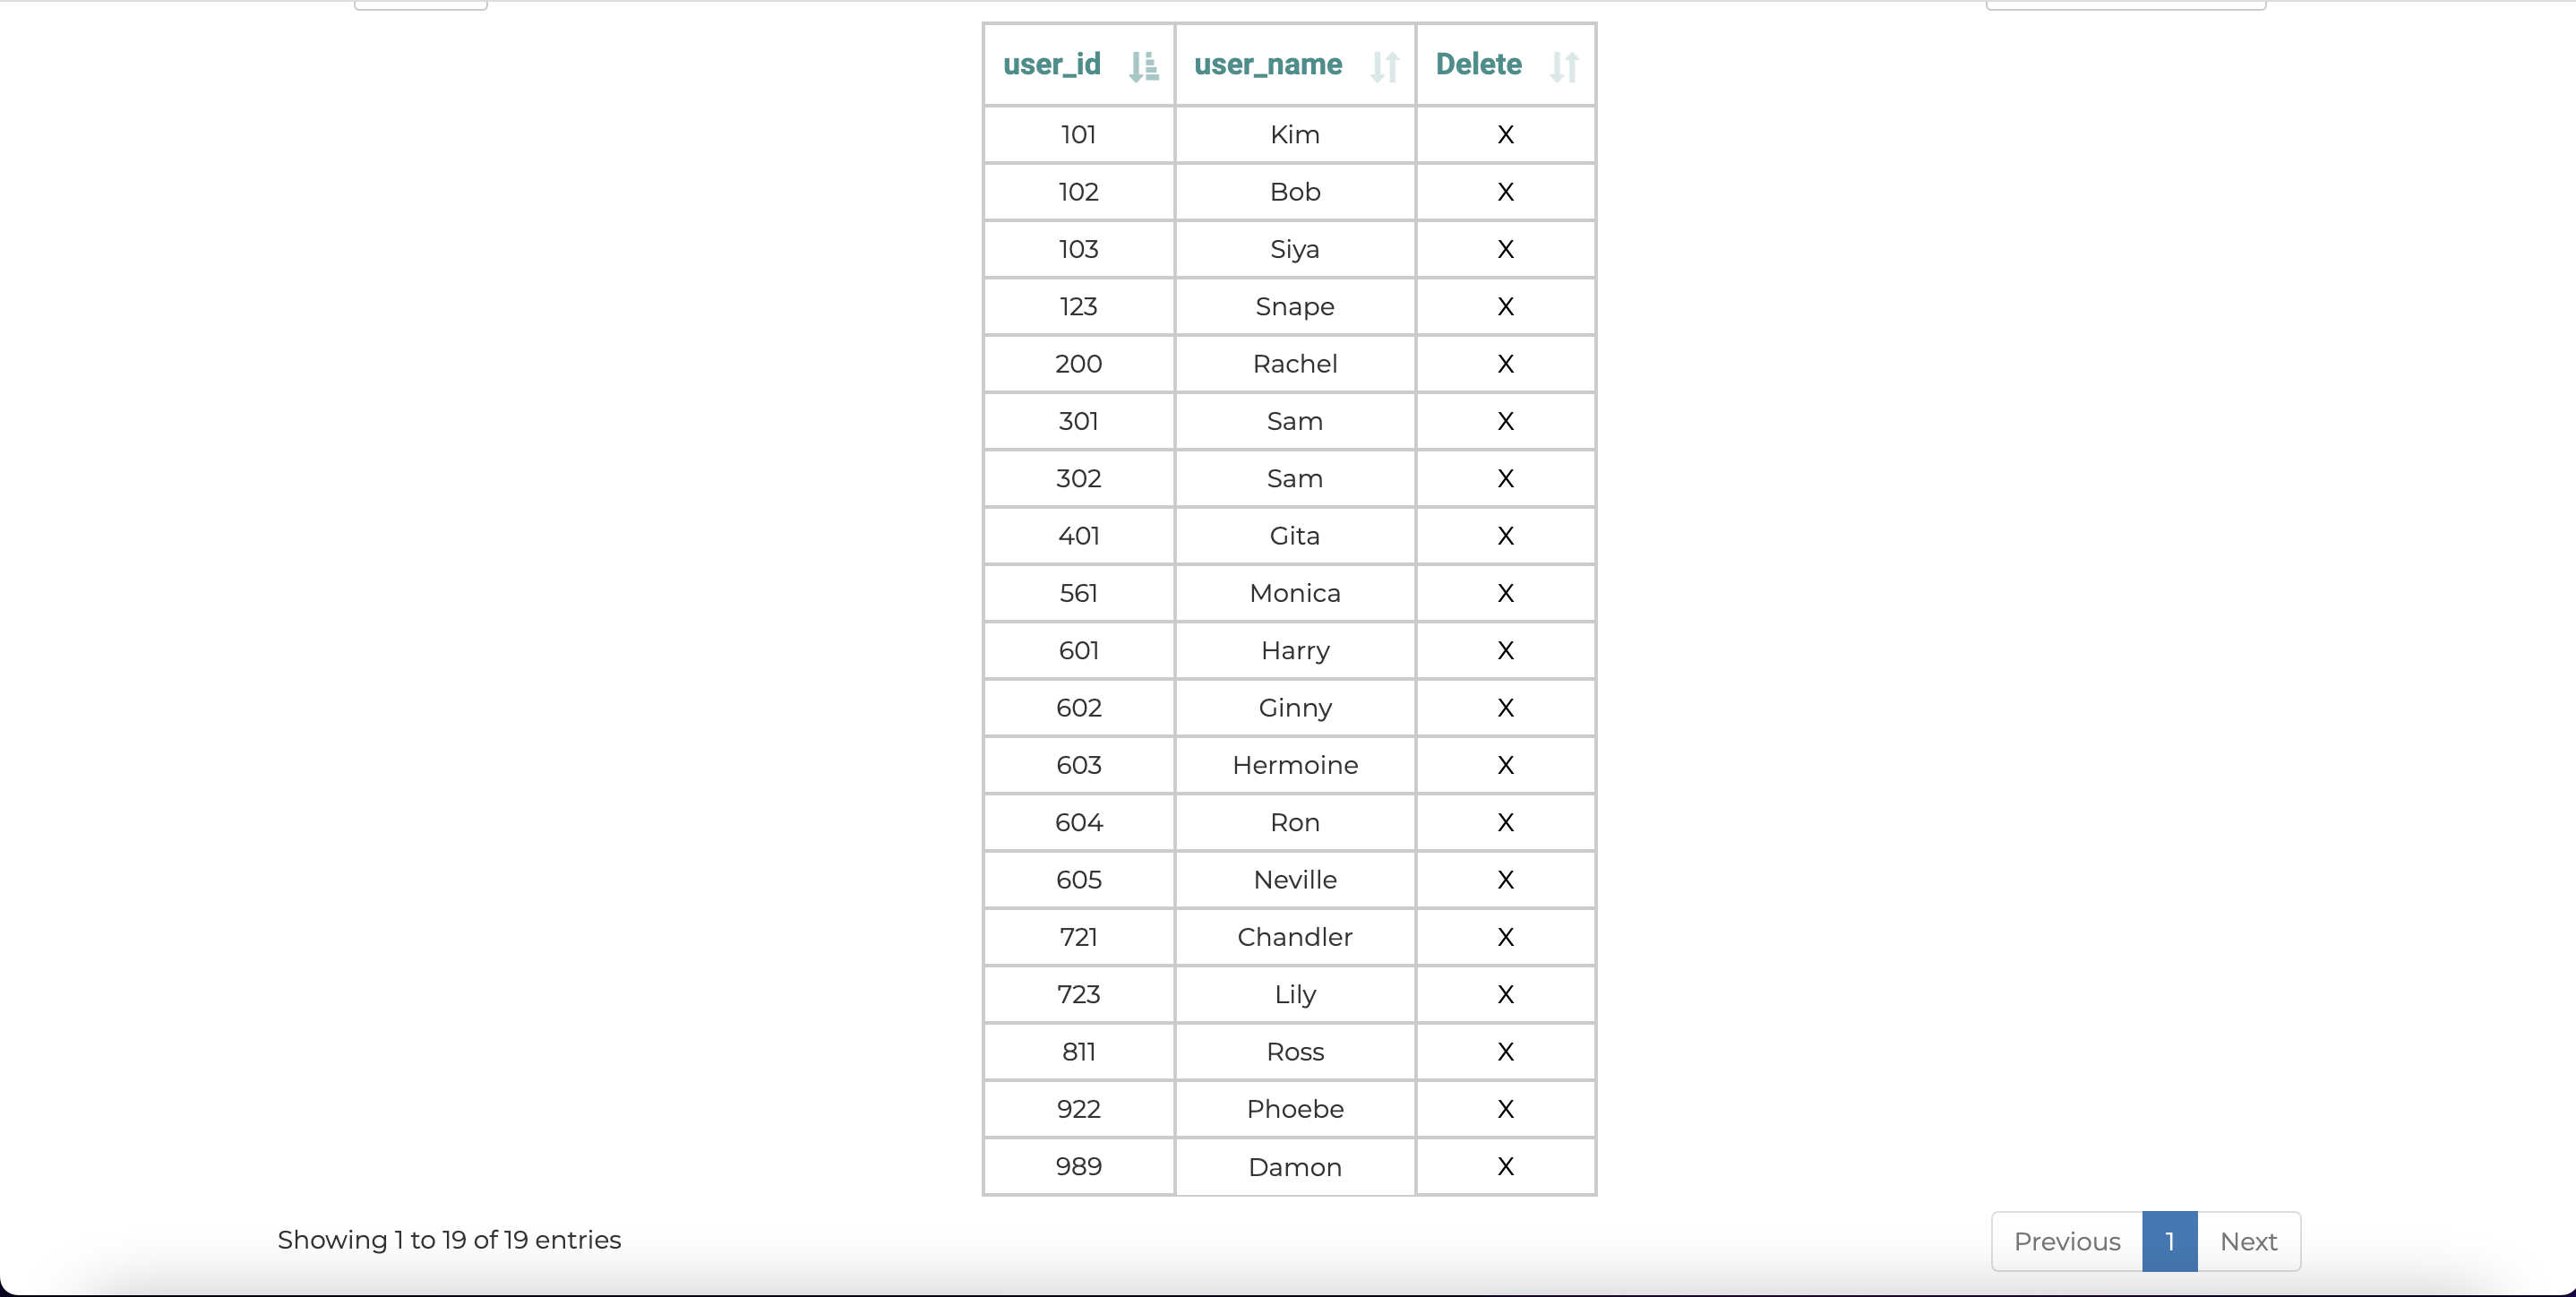 user_id user_name Delete
101 Kim X
102 Bob X
103 Siya X
123 Snape X
200 Rachel X
301 Sam X
302 Sam X
401 Gita X
561 Monica X
601 Harry X
602 Ginny X
603 Hermoine X
604 Ron X
605 Neville X
721 Chandler X
723 Lily X
811 Ross X
922 Phoebe X
989 Damon X
Showing 1 to 19 of 19 entries Previous 1 Next